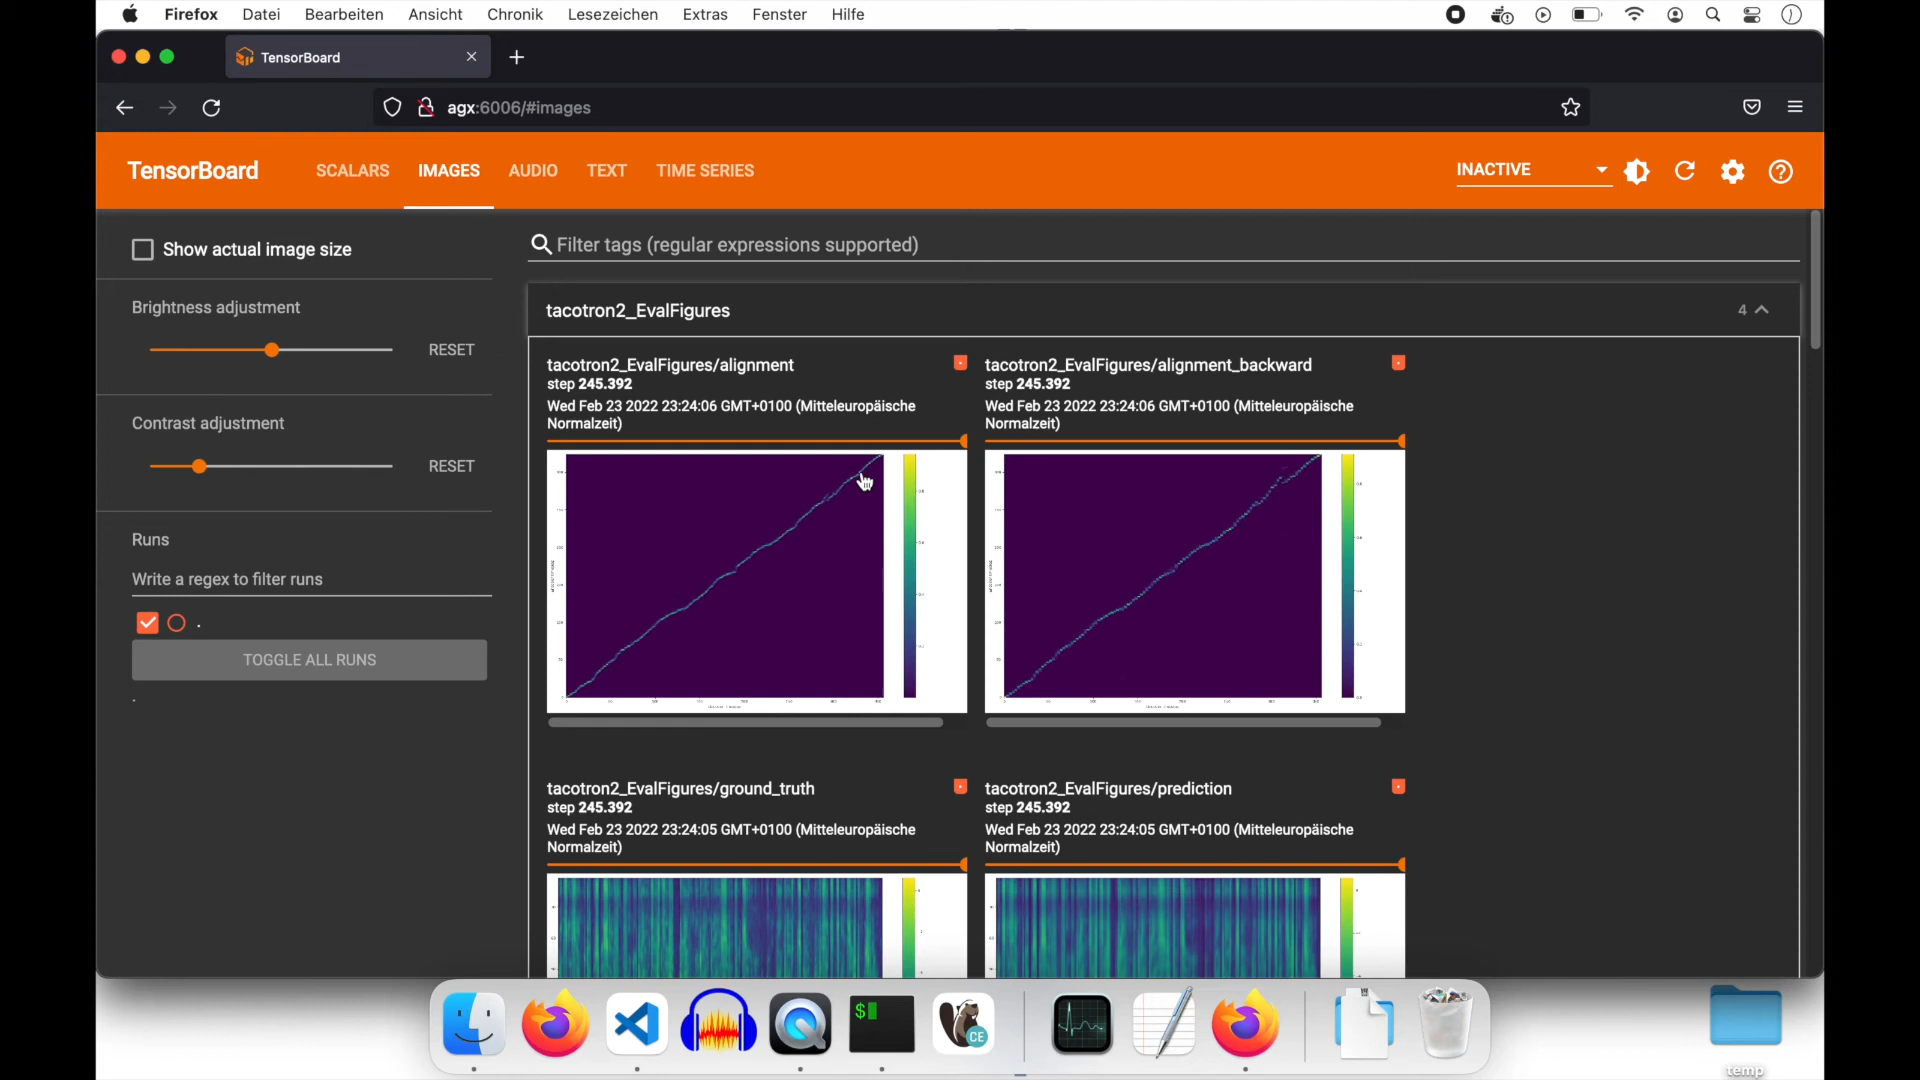 Firefox Datei Bearbeiten Ansicht Chronik Lesezeichen Extras Fenster Hilfe
TensorBoard
agx:6006/#images
TensorBoard SCALARS IMAGES AUDIO TEXT TIME SERIES INACTIVE
Show actual image size
Brightness adjustment
RESET
Contrast adjustment
RESET
Runs
Write a regex to filter runs
.
TOGGLE ALL RUNS
.
Filter tags (regular expressions supported)
tacotron2_EvalFigures 4
tacotron2_EvalFigures/alignment
step 245.392
Wed Feb 23 2022 23:24:06 GMT+0100 (Mitteleuropäische
Normalzeit)
tacotron2_EvalFigures/alignment_backward
step 245.392
Wed Feb 23 2022 23:24:06 GMT+0100 (Mitteleuropäische
Normalzeit)
tacotron2_EvalFigures/ground_truth
step 245.392
Wed Feb 23 2022 23:24:05 GMT+0100 (Mitteleuropäische
Normalzeit)
tacotron2_EvalFigures/prediction
step 245.392
Wed Feb 23 2022 23:24:05 GMT+0100 (Mitteleuropäische
Normalzeit)
$
CE
temp